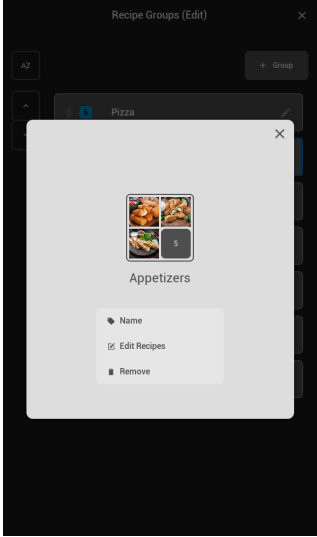 Recipe Groups (Edit)
AZ
+ Group
Pizza
5
Appetizers
Name
Edit Recipes
Remove